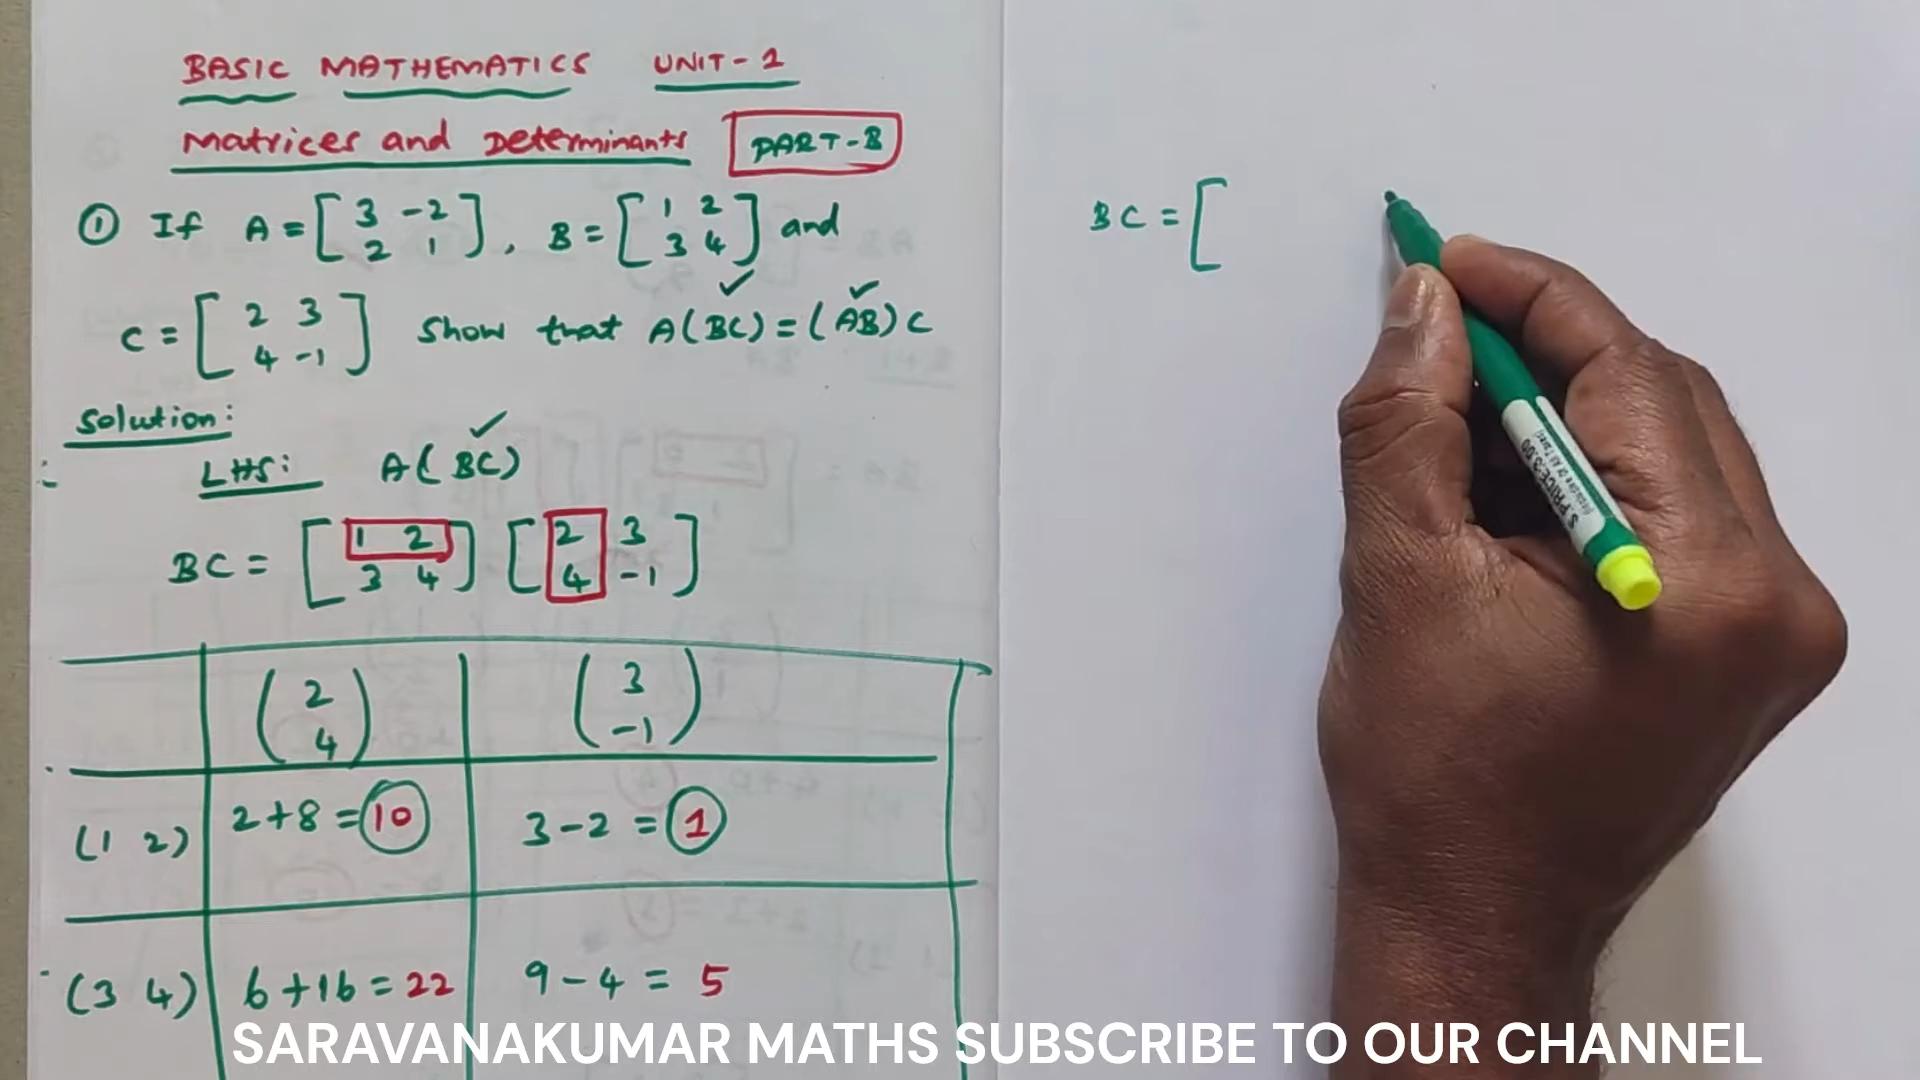 BASIC MATHEMATICS UNIT-1
Matrices and Determinants PART-B
① If A = [ 3 -2 ], B = [ 1 2 ] and
2 1 3 4
C = [ 2 3 ] Show that A(BC) = (AB)C
4 -1
Solution:
LHS: A(BC)
BC = [ 1 2 ] [ 2 3 ]
3 4 4 -1
( 2 ) ( 3 )
4 -1
(1 2) 2+8 = 10 3-2 = 1
(3 4) 6+16 = 22 9-4 = 5
BC = [
S.PRICE:
SARAVANAKUMAR MATHS SUBSCRIBE TO OUR CHANNEL